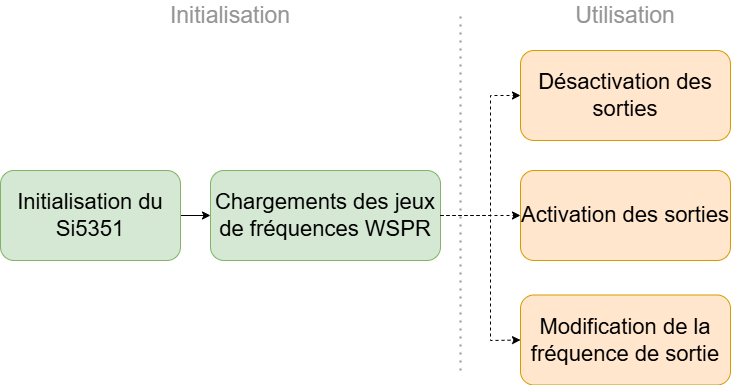 Initialisation
Utilisation
Désactivation des
sorties
Initialisation du
Si5351
Chargements des jeux
de fréquences WSPR
Activation des sorties
Modification de la
fréquence de sortie